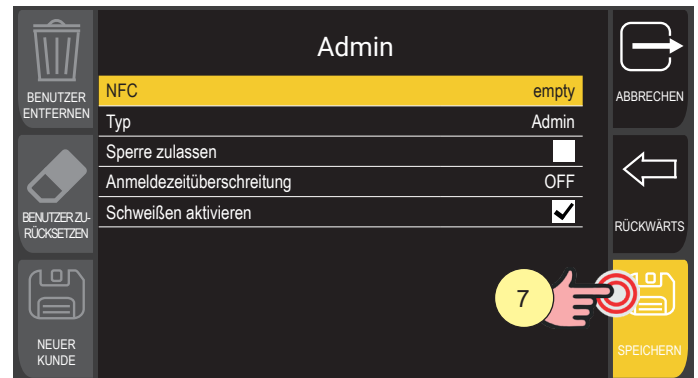 Admin
BENUTZER
ENTFERNEN
NFC empty
ABBRECHEN
Typ Admin
Sperre zulassen
Anmeldezeitüberschreitung OFF
Schweißen aktivieren
BENUTZER ZU-
RÜCKSETZEN
RÜCKWÄRTS
7
NEUER
KUNDE
SPEICHERN